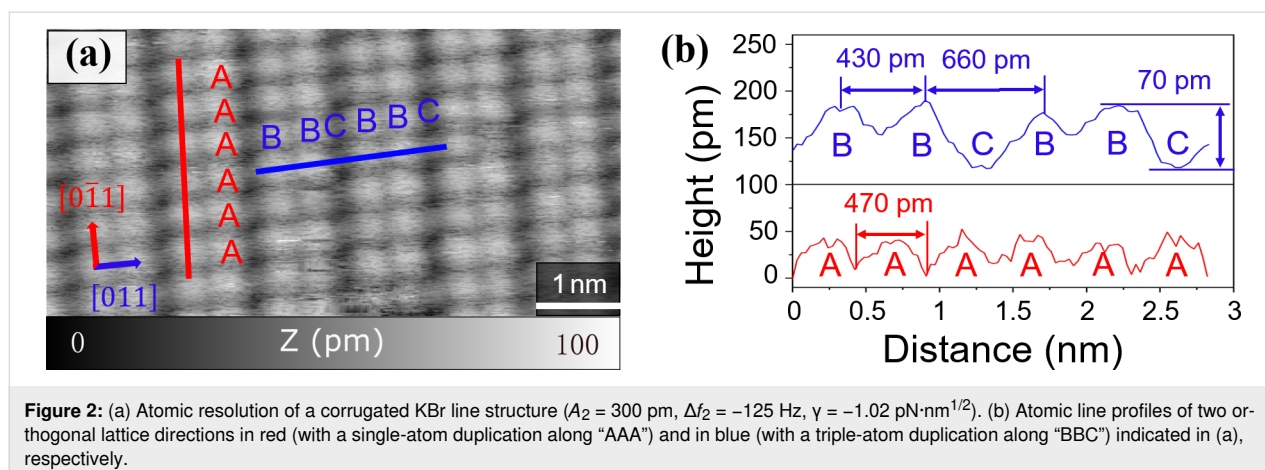 (a)
A
A
A
A
A
A
B BC B B C
[01̅1]
[011]
1 nm
0 Z (pm) 100
(b)
250
200
150
100
50
0
Height (pm)
430 pm 660 pm
70 pm
B B C B B C
470 pm
A A A A A A
0 0.5 1 1.5 2 2.5 3
Distance (nm)
Figure 2: (a) Atomic resolution of a corrugated KBr line structure (A2 = 300 pm, Δf2 = −125 Hz, γ = −1.02 pN·nm1/2). (b) Atomic line profiles of two or-
thogonal lattice directions in red (with a single-atom duplication along “AAA”) and in blue (with a triple-atom duplication along “BBC”) indicated in (a),
respectively.